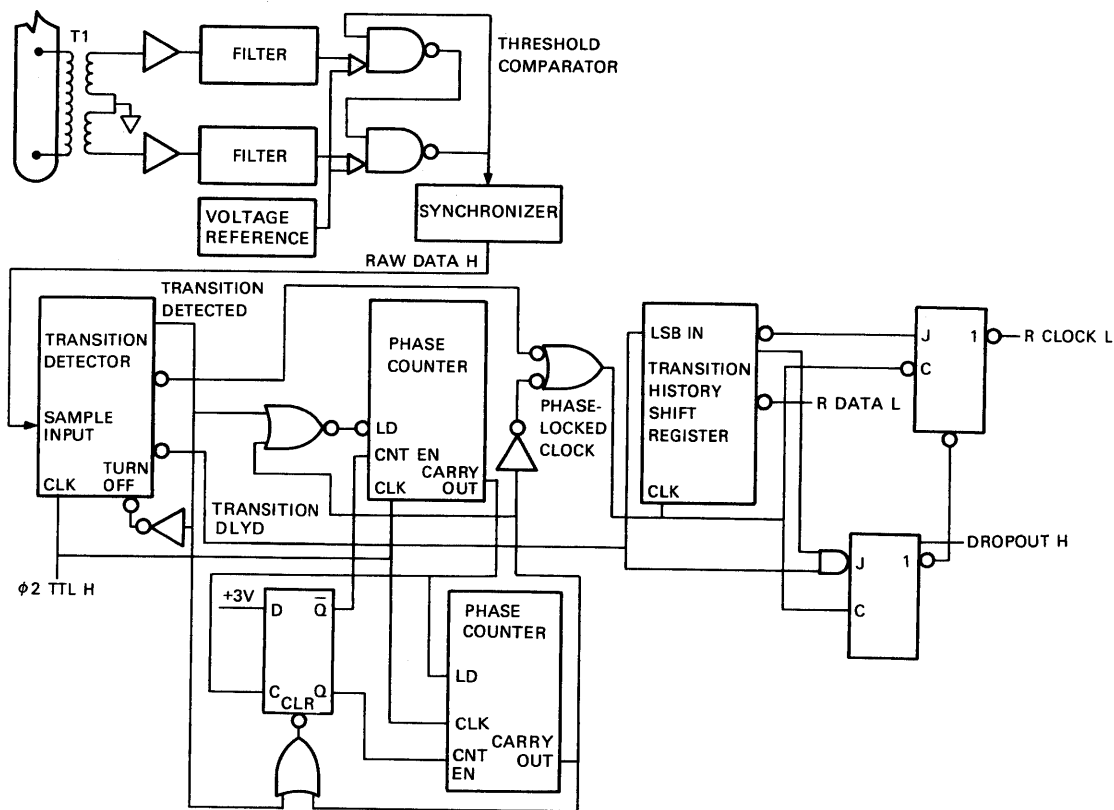 T1
FILTER
THRESHOLD
COMPARATOR
FILTER
VOLTAGE
REFERENCE
SYNCHRONIZER
RAW DATA H
TRANSITION
DETECTED
TRANSITION
DETECTOR
SAMPLE
INPUT
TURN
OFF
CLK
PHASE
COUNTER
LD
CNT EN
CARRY
OUT
CLK
PHASE-
LOCKED
CLOCK
LSB IN
TRANSITION
HISTORY
SHIFT
REGISTER
CLK
J
1
C
R CLOCK L
R DATA L
TRANSITION
DLYD
DROPOUT H
J
1
C
φ2 TTL H
+3V
D
Q̅
C
Q
CLR
PHASE
COUNTER
LD
CLK
CNT
EN
CARRY
OUT